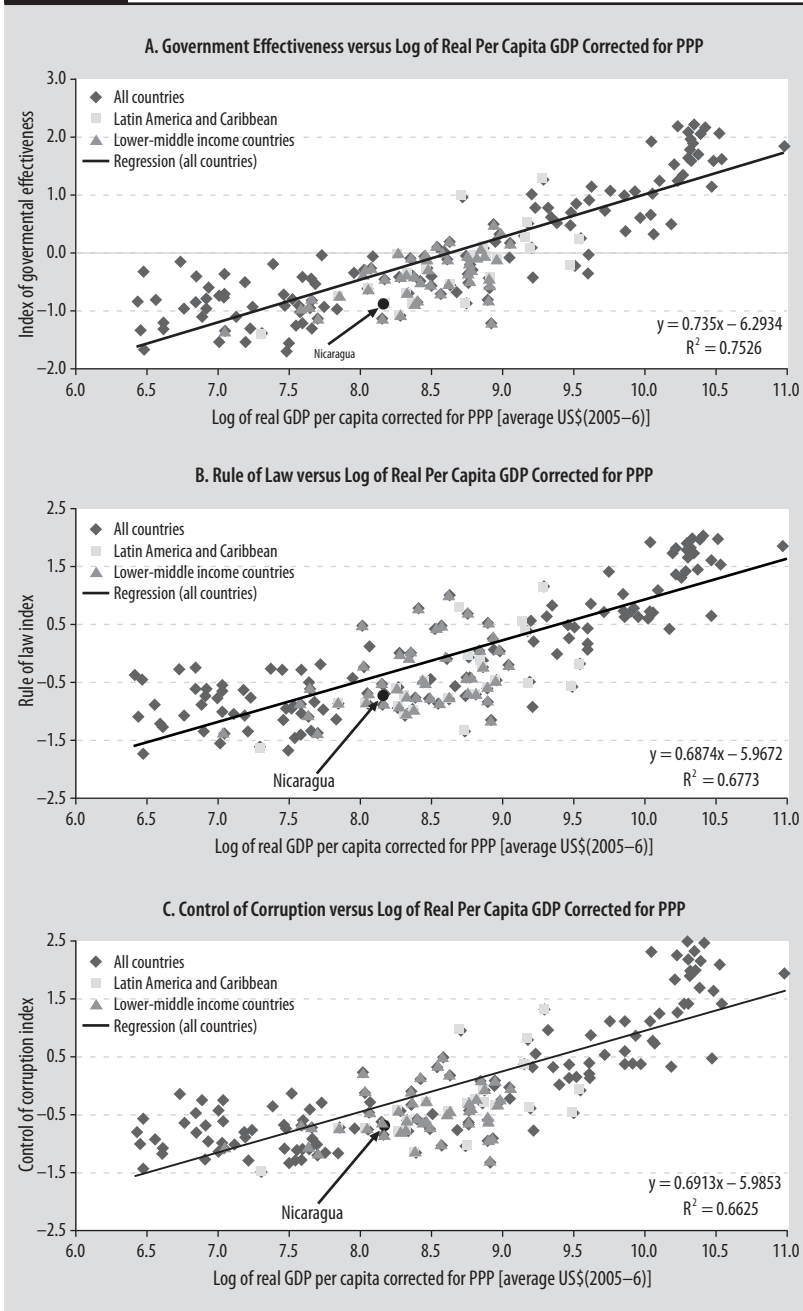 A. Government Effectiveness versus Log of Real Per Capita GDP Corrected for PPP
3.0
2.0
1.0
0.0
–1.0
–2.0
Index of govermental effectiveness
All countries
Latin America and Caribbean
Lower-middle income countries
Regression (all countries)
Nicaragua
y = 0.735x – 6.2934
R² = 0.7526
6.0 6.5 7.0 7.5 8.0 8.5 9.0 9.5 10.0 10.5 11.0
Log of real GDP per capita corrected for PPP [average US$(2005–6)]
B. Rule of Law versus Log of Real Per Capita GDP Corrected for PPP
2.5
1.5
0.5
–0.5
–1.5
–2.5
Rule of law index
All countries
Latin America and Caribbean
Lower-middle income countries
Regression (all countries)
Nicaragua
y = 0.6874x – 5.9672
R² = 0.6773
6.0 6.5 7.0 7.5 8.0 8.5 9.0 9.5 10.0 10.5 11.0
Log of real GDP per capita corrected for PPP [average US$(2005–6)]
C. Control of Corruption versus Log of Real Per Capita GDP Corrected for PPP
2.5
1.5
0.5
–0.5
–1.5
–2.5
Control of corruption index
All countries
Latin America and Caribbean
Lower-middle income countries
Regression (all countries)
Nicaragua
y = 0.6913x – 5.9853
R² = 0.6625
6.0 6.5 7.0 7.5 8.0 8.5 9.0 9.5 10.0 10.5 11.0
Log of real GDP per capita corrected for PPP [average US$(2005–6)]